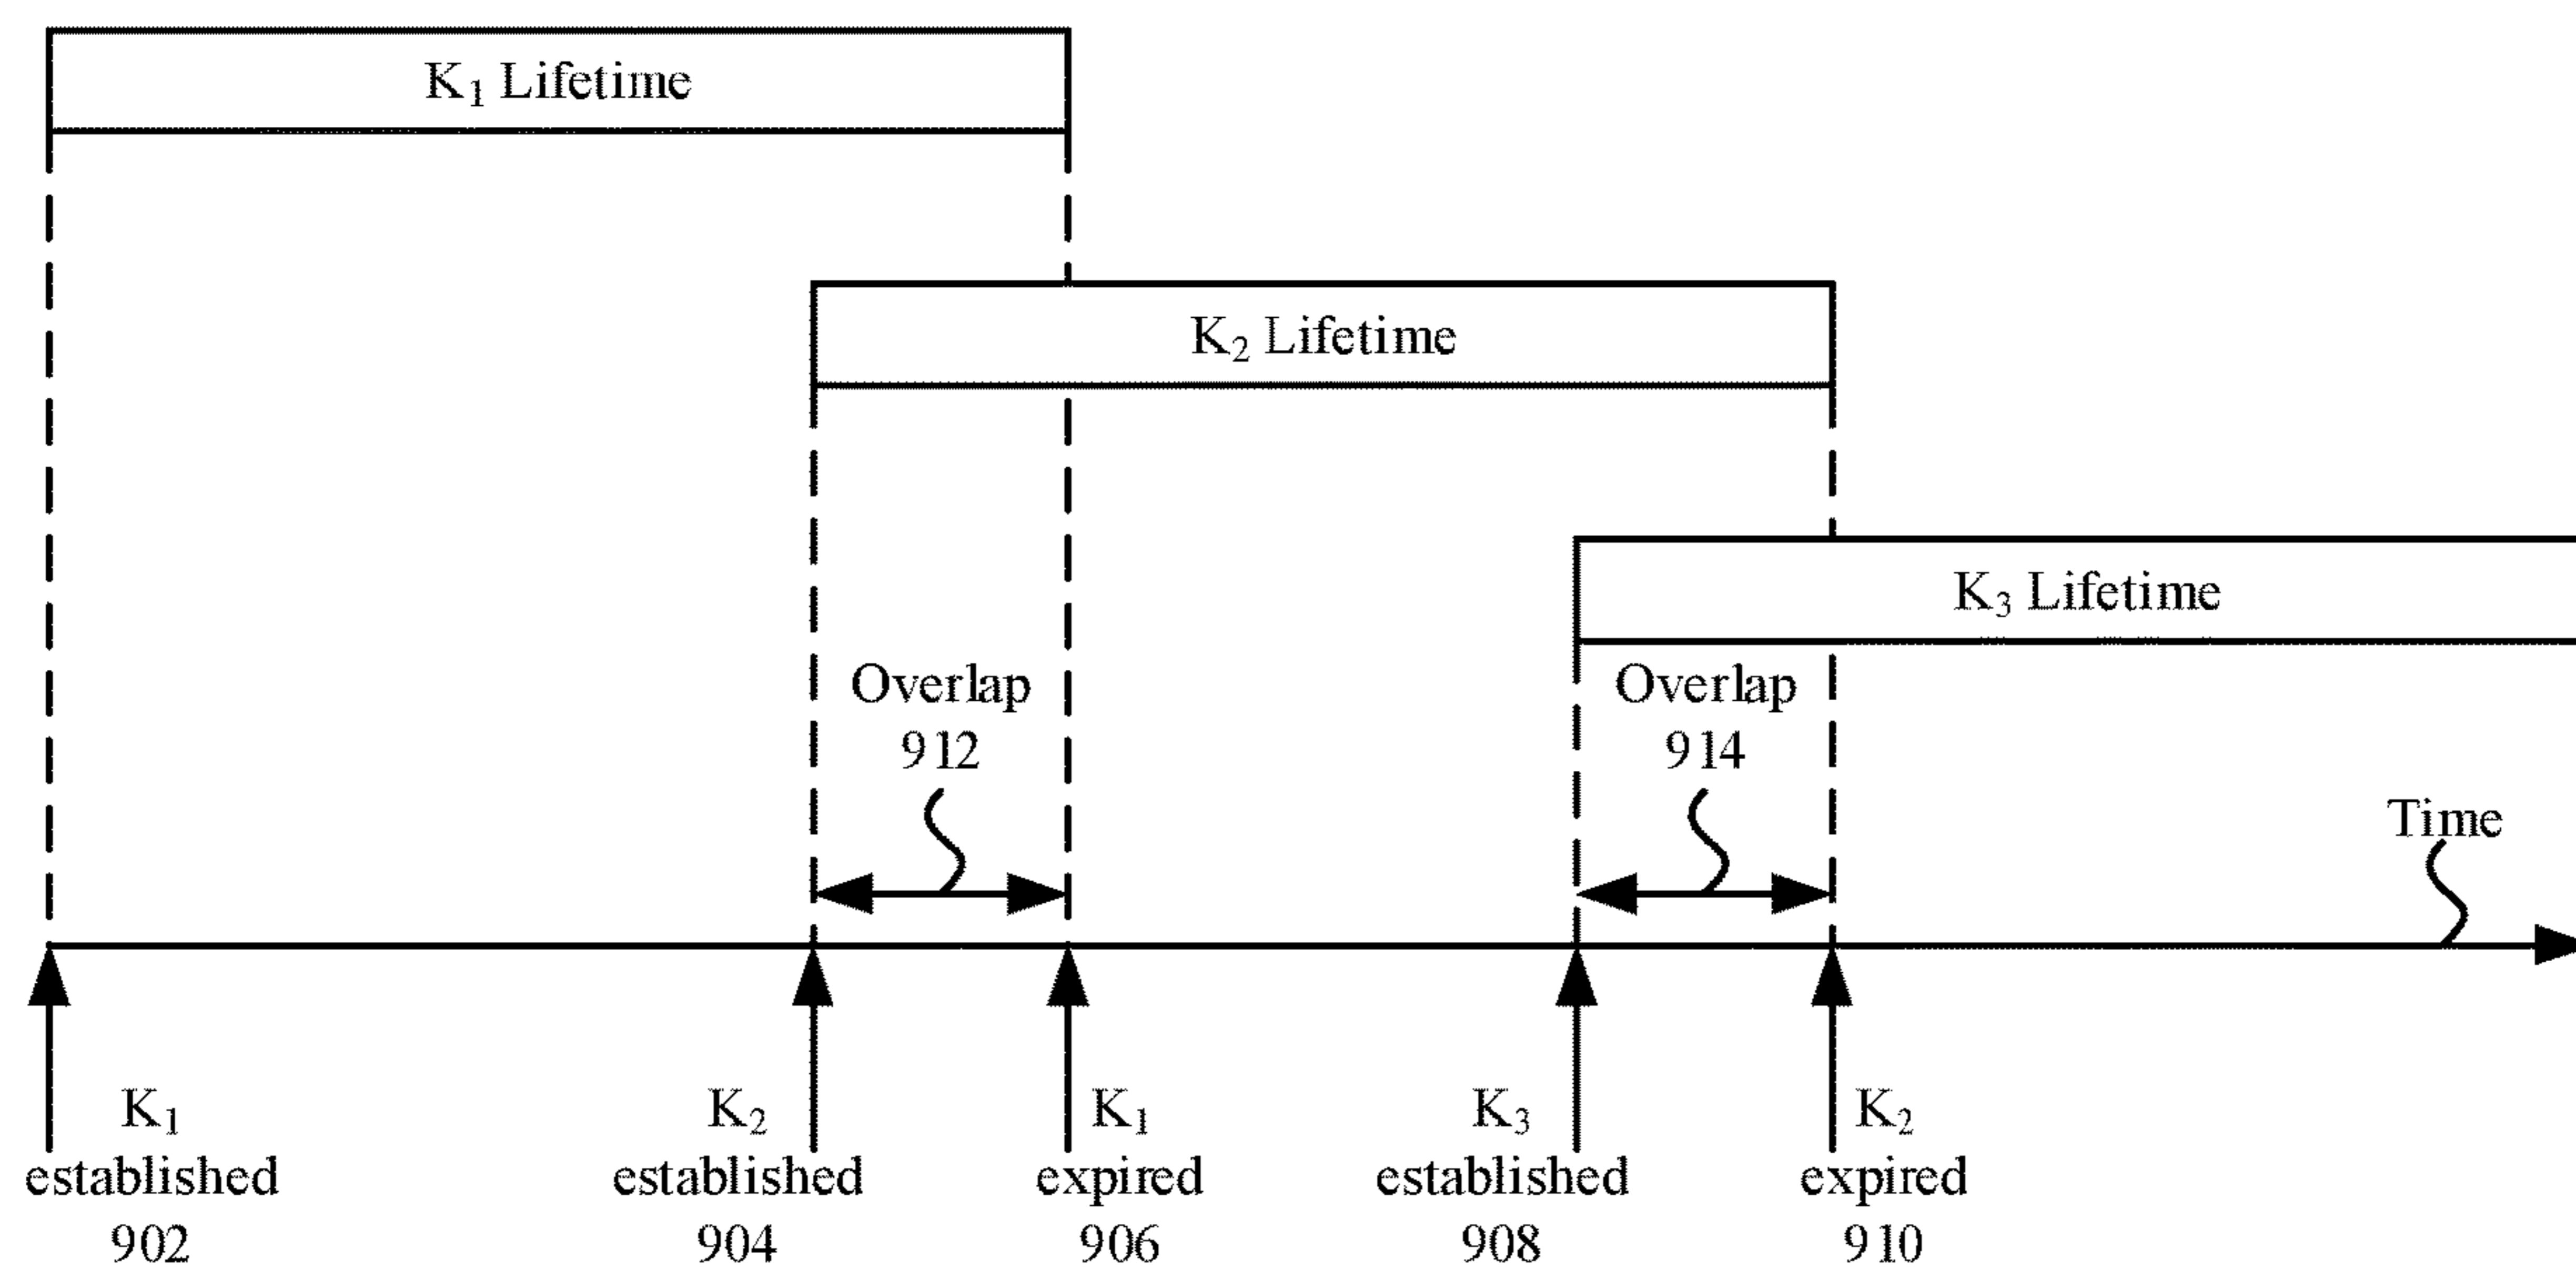 K₁ Lifetime
K₂ Lifetime
K₃ Lifetime
Overlap
912
Overlap
914
Time
K₁
established
902
K₂
established
904
K₁
expired
906
K₃
established
908
K₂
expired
910